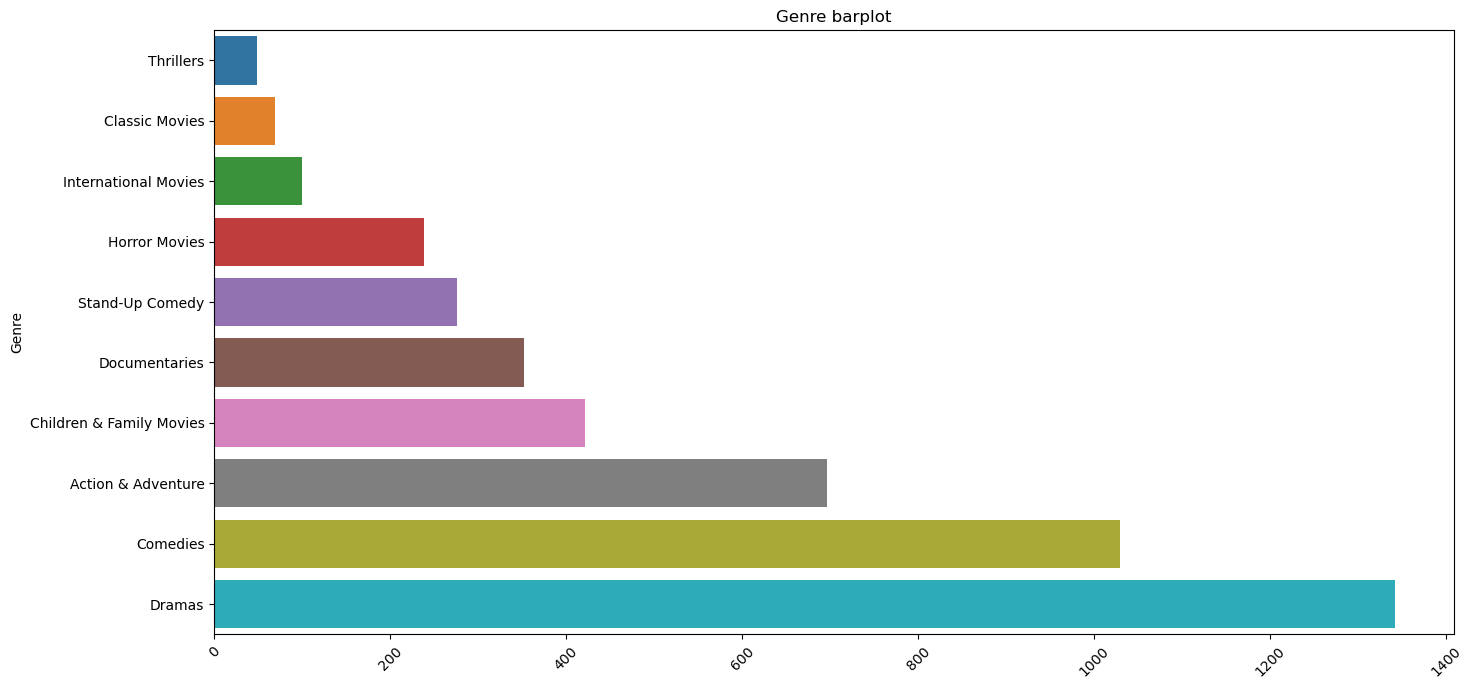 Genre barplot
Genre
Thrillers
Classic Movies
International Movies
Horror Movies
Stand-Up Comedy
Documentaries
Children & Family Movies
Action & Adventure
Comedies
Dramas
0
200
400
600
800
1000
1200
1400